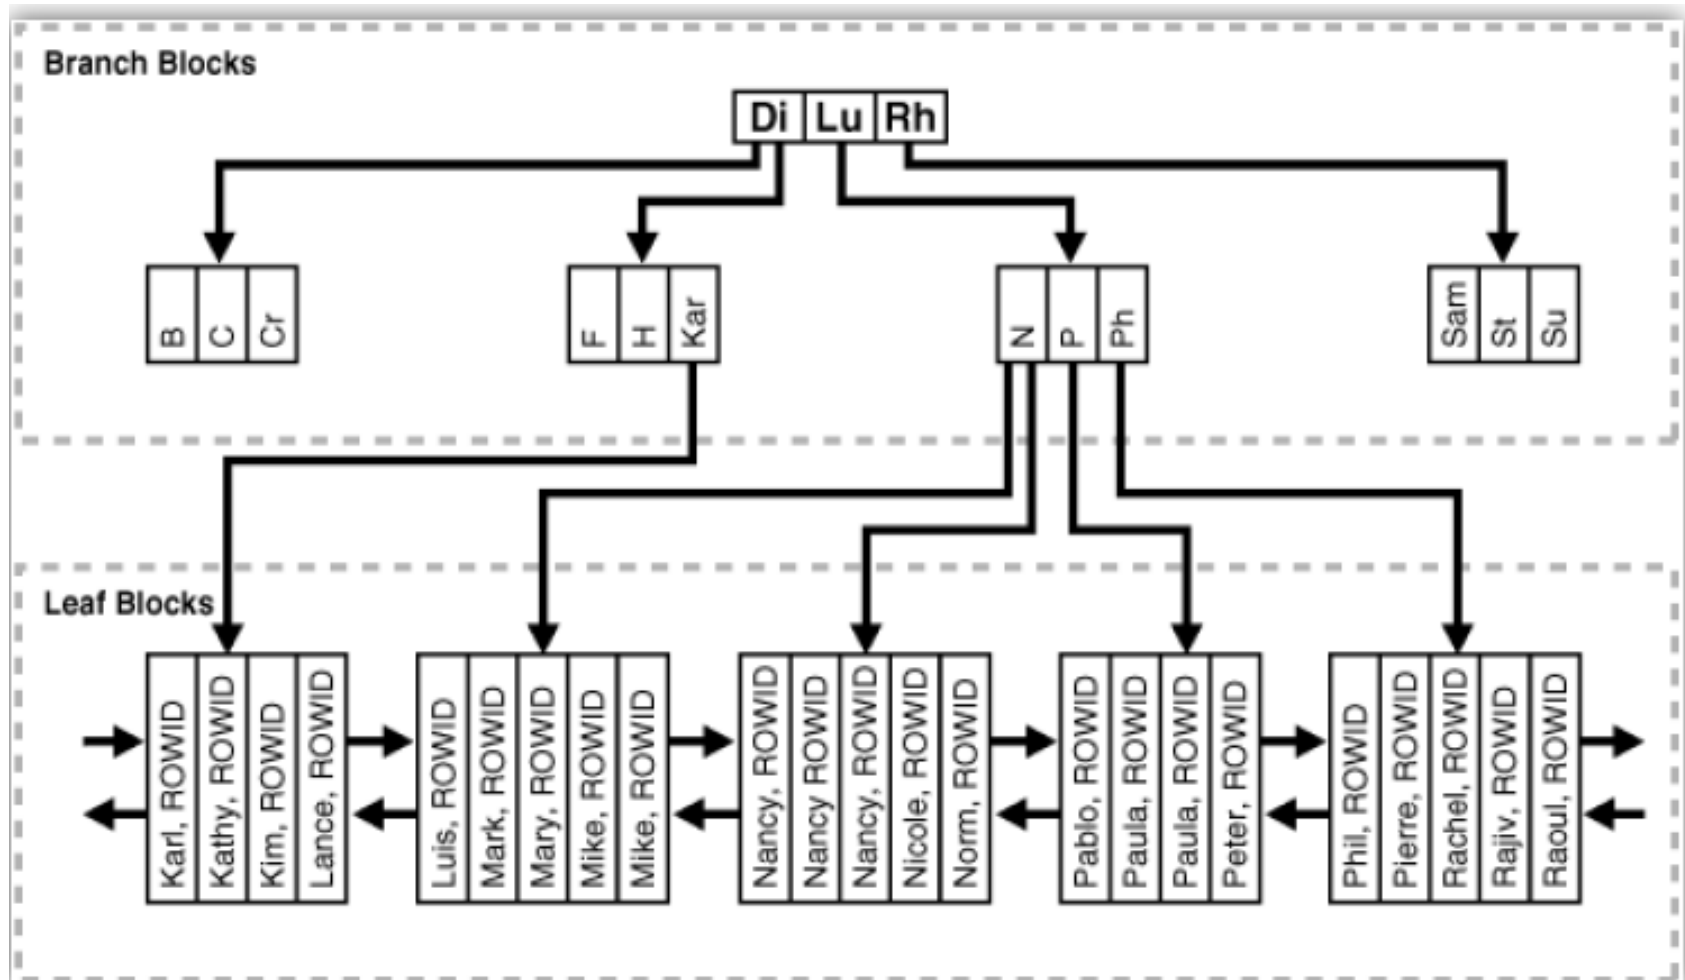 Branch Blocks
Di Lu Rh
B
C
Cr
F
H
Kar
N
P
Ph
Sam
St
Su
Leaf Blocks
Karl, ROWID
Kathy, ROWID
Kim, ROWID
Lance, ROWID
Luis, ROWID
Mark, ROWID
Mary, ROWID
Mike, ROWID
Mike, ROWID
Nancy, ROWID
Nancy ROWID
Nancy, ROWID
Nicole, ROWID
Norm, ROWID
Pablo, ROWID
Paula, ROWID
Paula, ROWID
Peter, ROWID
Phil, ROWID
Pierre, ROWID
Rachel, ROWID
Rajiv, ROWID
Raoul, ROWID